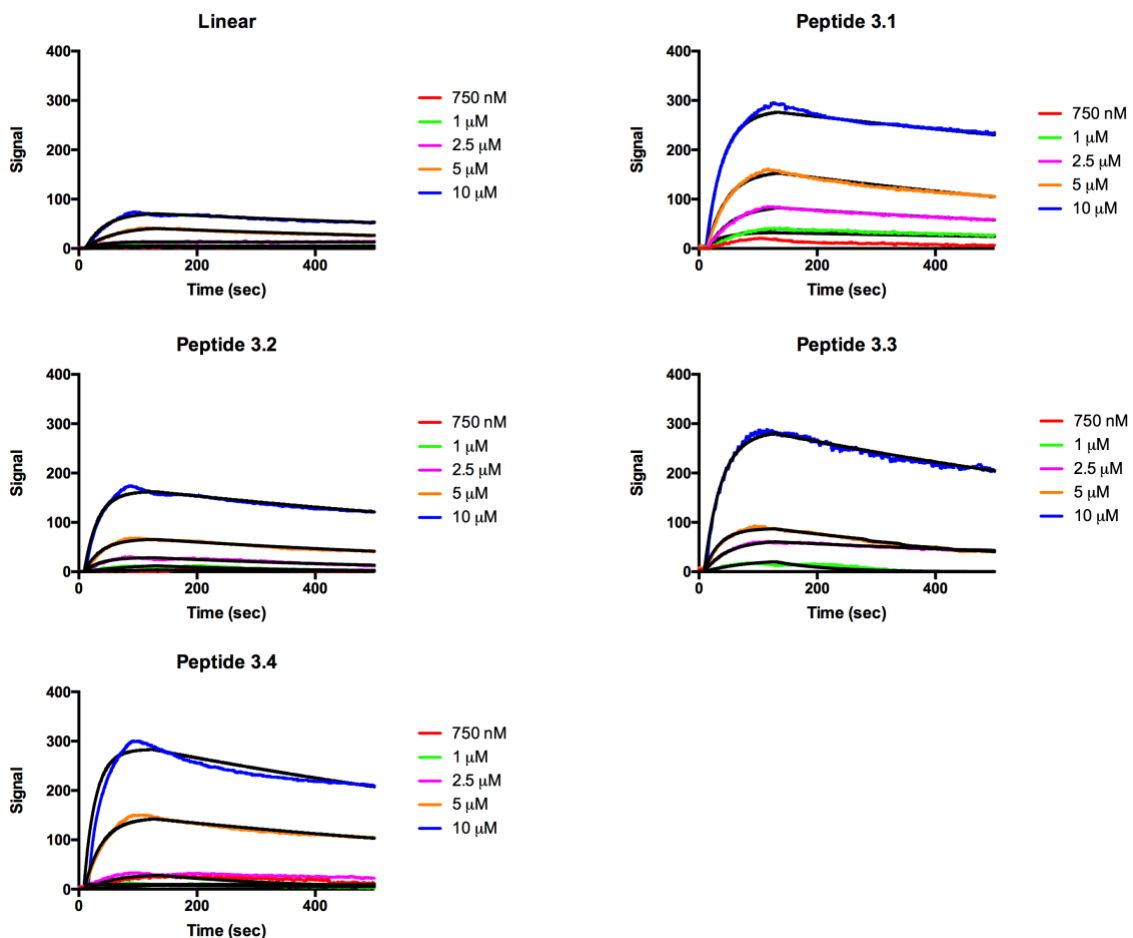 Linear
400
300
200
100
0
Signal
0 200 400
Time (sec)
750 nM
1 μM
2.5 μM
5 μM
10 μM
Peptide 3.1
400
300
200
100
0
Signal
0 200 400
Time (sec)
750 nM
1 μM
2.5 μM
5 μM
10 μM
Peptide 3.2
400
300
200
100
0
Signal
0 200 400
Time (sec)
750 nM
1 μM
2.5 μM
5 μM
10 μM
Peptide 3.3
400
300
200
100
0
Signal
0 200 400
Time (sec)
750 nM
1 μM
2.5 μM
5 μM
10 μM
Peptide 3.4
400
300
200
100
0
Signal
0 200 400
Time (sec)
750 nM
1 μM
2.5 μM
5 μM
10 μM